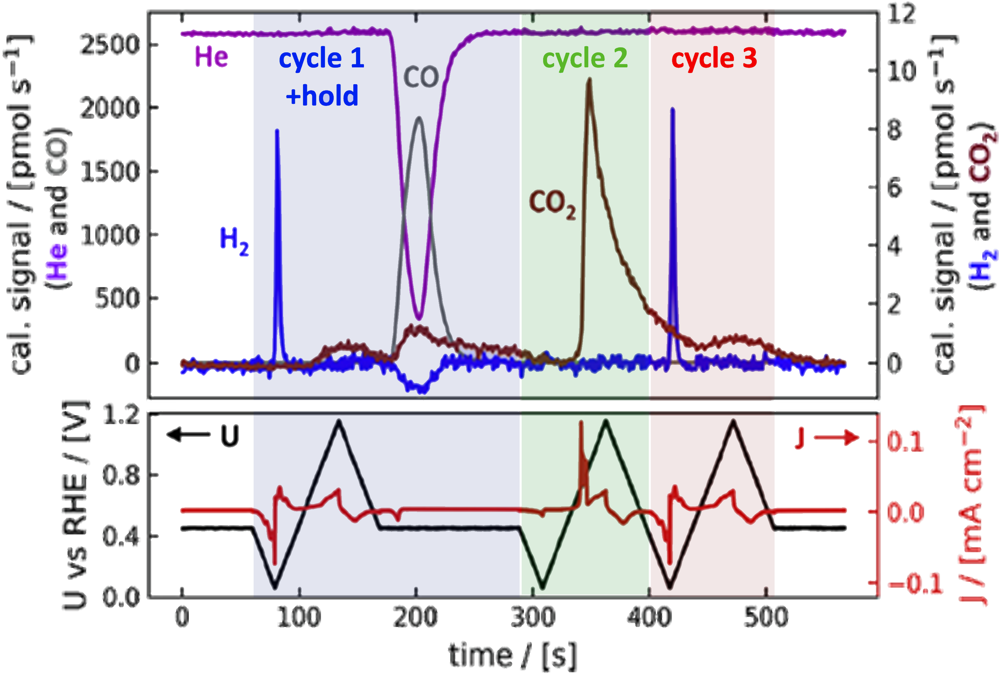 cal. signal / [pmol s⁻¹]
(He and CO)
2500
2000
1500
1000
500
0
He
cycle 1
+hold
CO
cycle 2
cycle 3
H₂
CO₂
12
10
8
6
4
2
0
cal. signal / [pmol s⁻¹]
(H₂ and CO₂)
U vs RHE / [V]
1.2
0.8
0.4
0.0
U
J
0.1
0.0
−0.1
J / [mA cm⁻²]
0 100 200 300 400 500
time / [s]